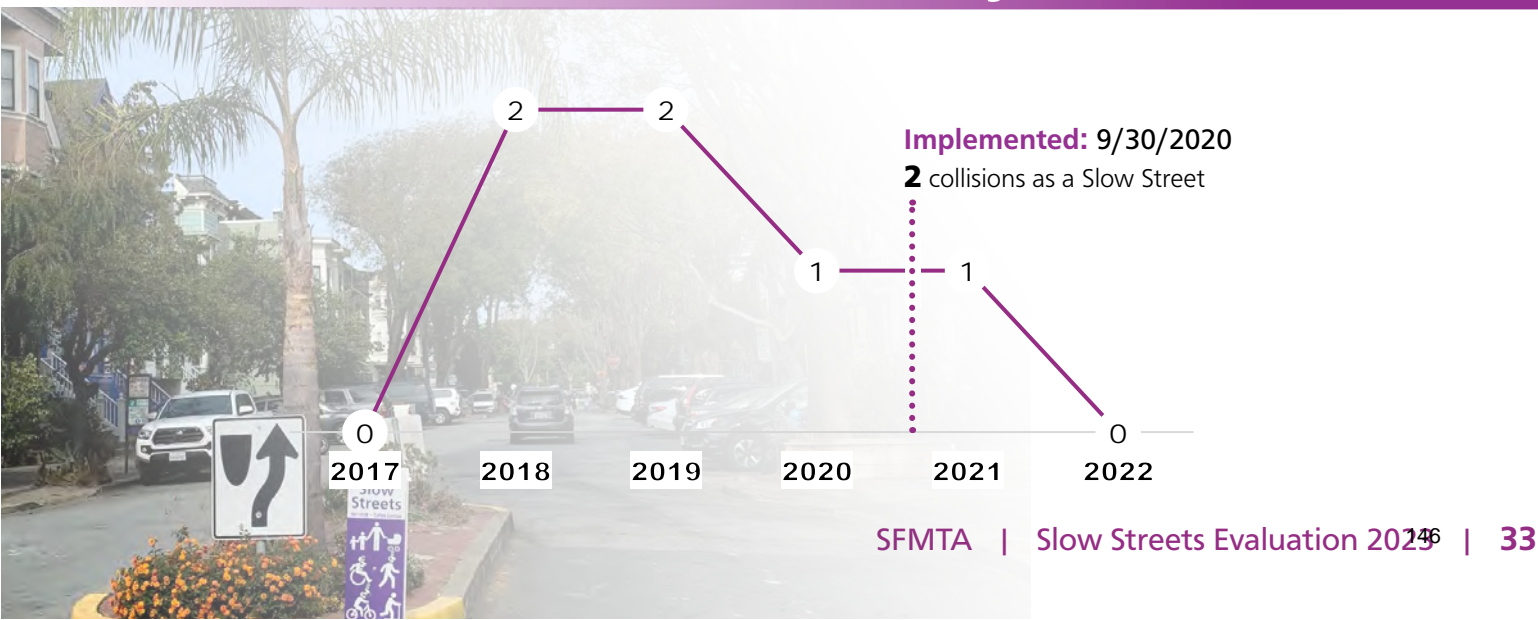 2 2
Implemented: 9/30/2020
2 collisions as a Slow Street
1 1
0 0
2017 2018 2019 2020 2021 2022
Slow
Streets
SFMTA | Slow Streets Evaluation 2023 146 | 33